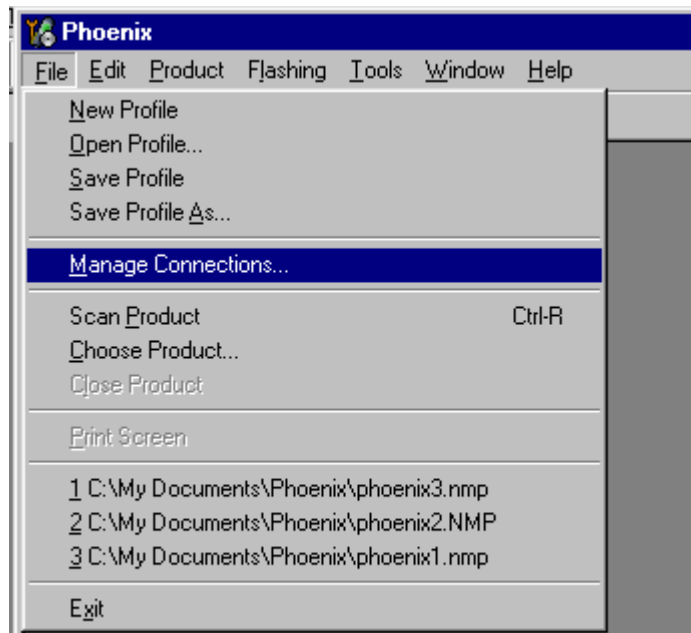 Phoenix
File Edit Product Flashing Tools Window Help
New Profile
Open Profile...
Save Profile
Save Profile As...
Manage Connections...
Scan Product Ctrl-R
Choose Product...
Close Product
Print Screen
1 C:\My Documents\Phoenix\phoenix3.nmp
2 C:\My Documents\Phoenix\phoenix2.NMP
3 C:\My Documents\Phoenix\phoenix1.nmp
Exit